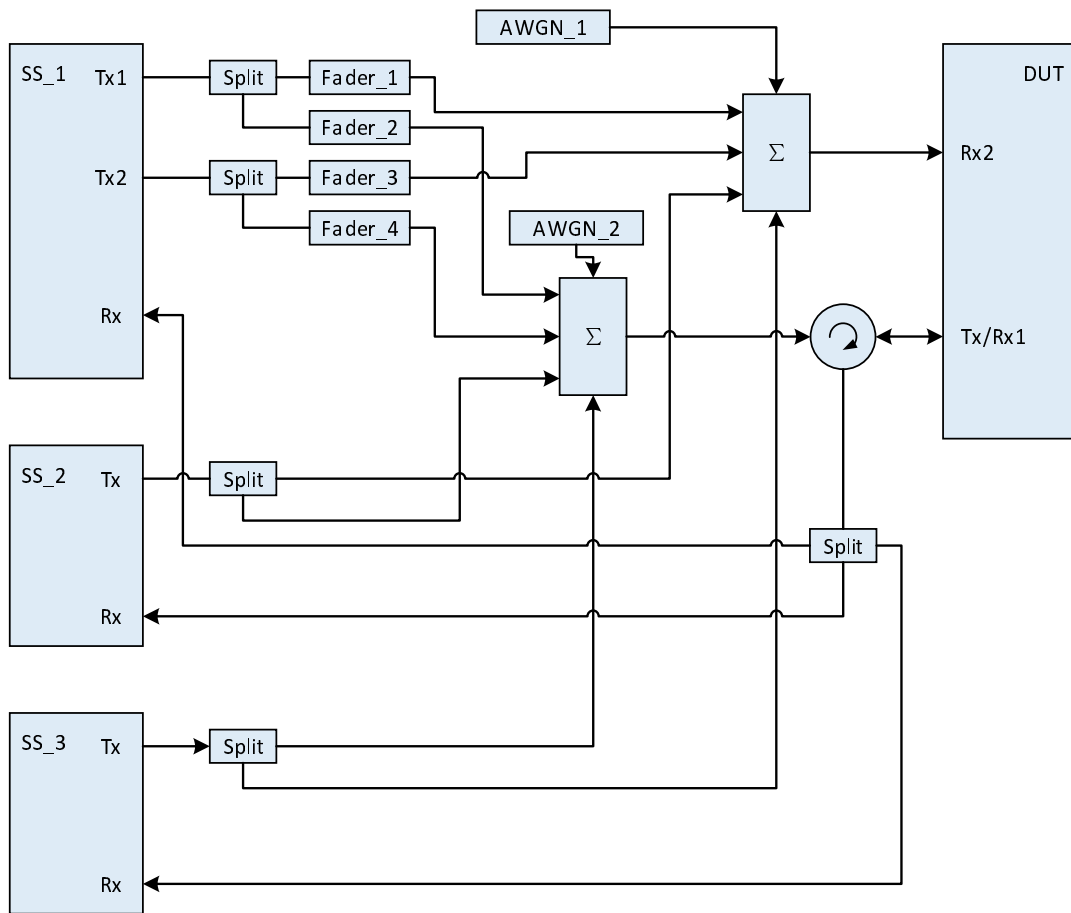 AWGN_1
SS_1
Tx1
Split
Fader_1
DUT
Fader_2
Σ
Rx2
Tx2
Split
Fader_3
Fader_4
AWGN_2
Rx
Σ
Tx/Rx1
SS_2
Tx
Split
Split
Rx
SS_3
Tx
Split
Rx